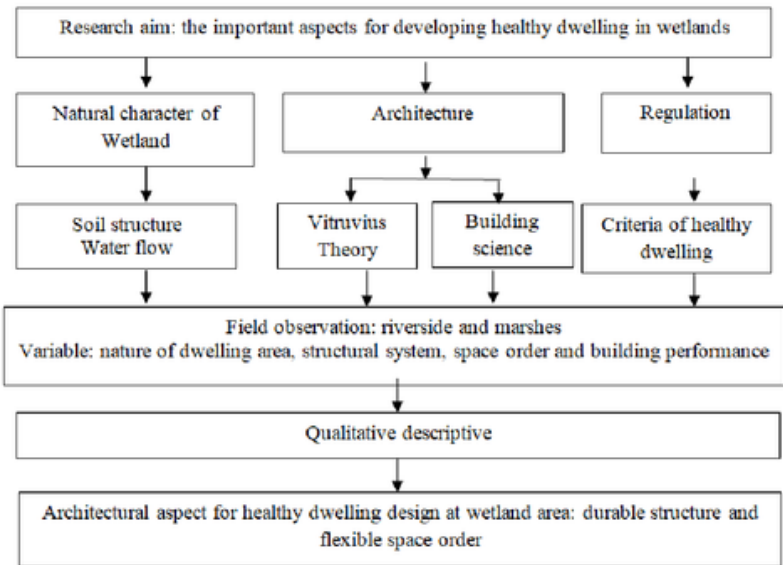 Research aim: the important aspects for developing healthy dwelling in wetlands
Natural character of
Wetland
Architecture
Regulation
Soil structure
Water flow
Vitruvius
Theory
Building
science
Criteria of healthy
dwelling
Field observation: riverside and marshes
Variable: nature of dwelling area, structural system, space order and building performance
Qualitative descriptive
Architectural aspect for healthy dwelling design at wetland area: durable structure and
flexible space order